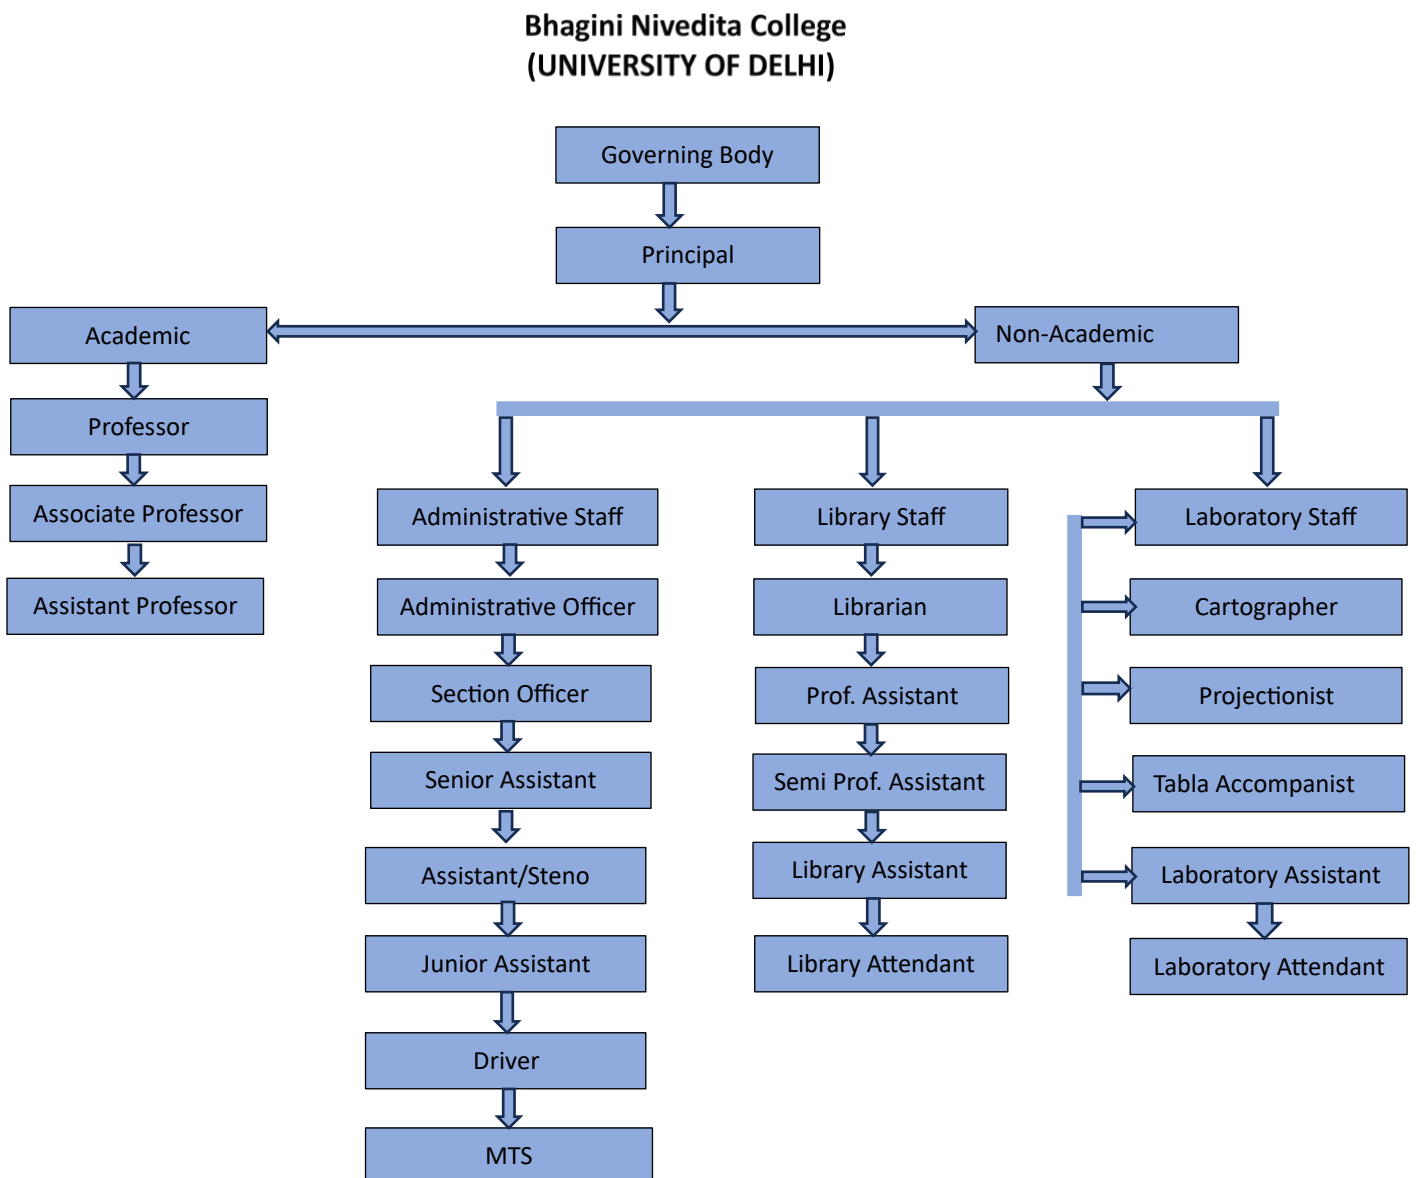 Bhagini Nivedita College
(UNIVERSITY OF DELHI)
Governing Body
Principal
Academic
Non-Academic
Professor
Associate Professor
Assistant Professor
Administrative Staff
Administrative Officer
Section Officer
Senior Assistant
Assistant/Steno
Junior Assistant
Driver
MTS
Library Staff
Librarian
Prof. Assistant
Semi Prof. Assistant
Library Assistant
Library Attendant
Laboratory Staff
Cartographer
Projectionist
Tabla Accompanist
Laboratory Assistant
Laboratory Attendant